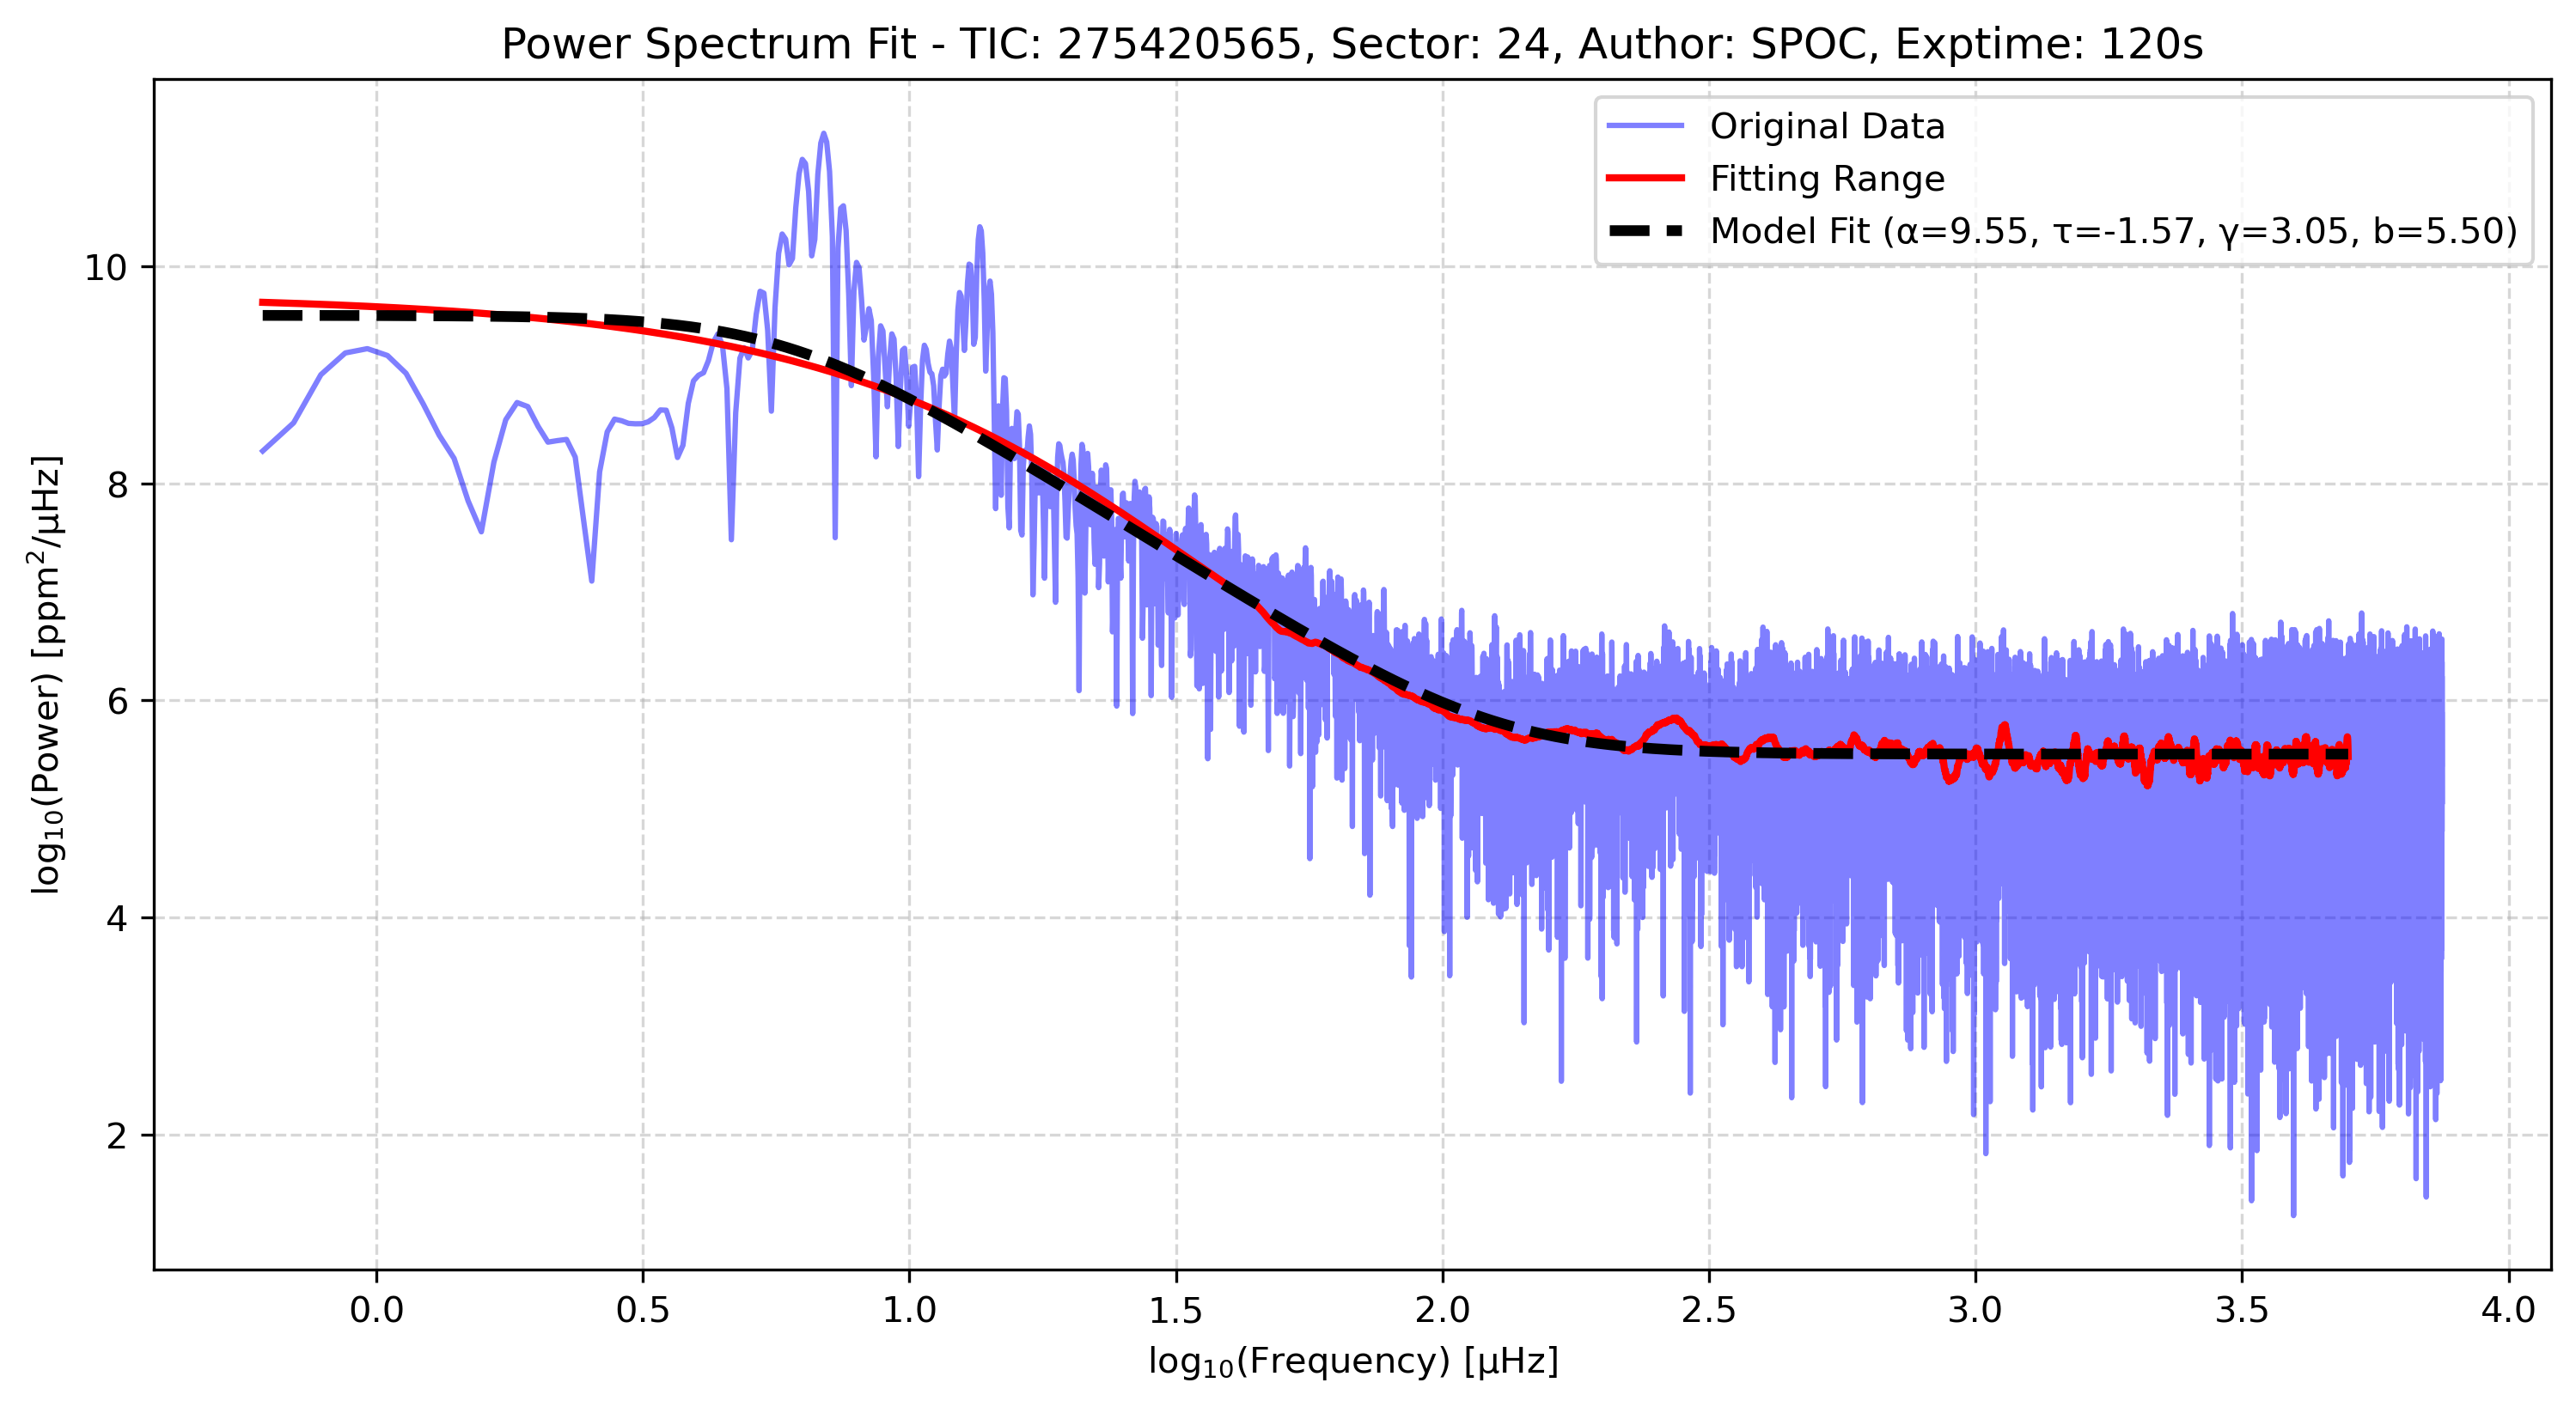 Power Spectrum Fit - TIC: 275420565, Sector: 24, Author: SPOC, Exptime: 120s
Original Data
Fitting Range
Model Fit (α=9.55, τ=-1.57, γ=3.05, b=5.50)
log₁₀(Power) [ppm²/μHz]
10
8
6
4
2
0.0 0.5 1.0 1.5 2.0 2.5 3.0 3.5 4.0
log₁₀(Frequency) [μHz]